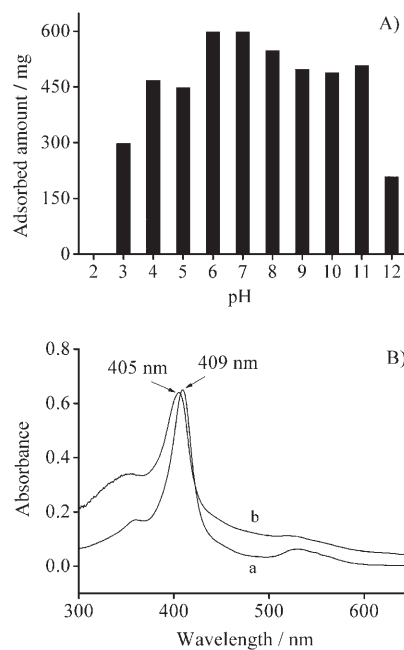 A)
Adsorbed amount / mg
600
450
300
150
0
2 3 4 5 6 7 8 9 10 11 12
pH
B)
Absorbance
0.8
0.6
0.4
0.2
0.0
405 nm
409 nm
b
a
300 400 500 600
Wavelength / nm